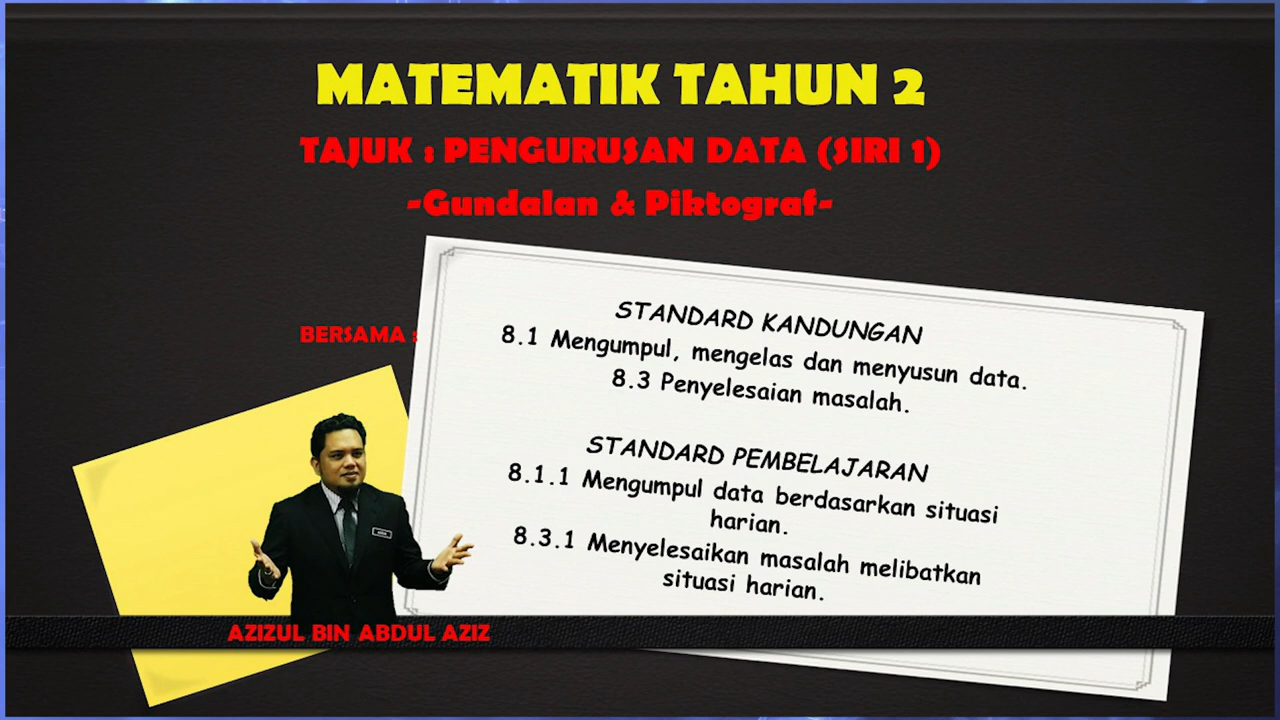 MATEMATIK TAHUN 2
TAJUK : PENGURUSAN DATA (SIRI 1)
-Gundalan & Piktograf-
BERSAMA :
STANDARD KANDUNGAN
8.1 Mengumpul, mengelas dan menyusun data.
8.3 Penyelesaian masalah.
STANDARD PEMBELAJARAN
8.1.1 Mengumpul data berdasarkan situasi
harian.
8.3.1 Menyelesaikan masalah melibatkan
situasi harian.
AZIZUL BIN ABDUL AZIZ